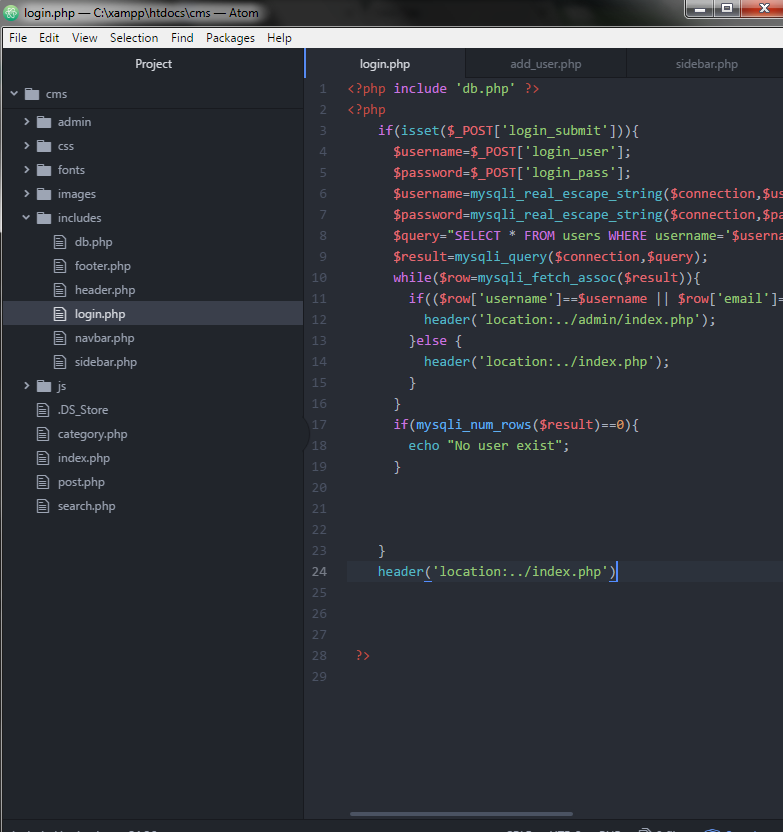 login.php — C:\xampp\htdocs\cms — Atom
File Edit View Selection Find Packages Help
Project
login.php add_user.php sidebar.php
cms
admin
css
fonts
images
includes
db.php
footer.php
header.php
login.php
navbar.php
sidebar.php
js
.DS_Store
category.php
index.php
post.php
search.php
1 <?php include 'db.php' ?>
2 <?php
3 if(isset($_POST['login_submit'])){
4 $username=$_POST['login_user'];
5 $password=$_POST['login_pass'];
6 $username=mysqli_real_escape_string($connection,$us
7 $password=mysqli_real_escape_string($connection,$pa
8 $query="SELECT * FROM users WHERE username='$userna
9 $result=mysqli_query($connection,$query);
10 while($row=mysqli_fetch_assoc($result)){
11 if(($row['username']==$username || $row['email']=
12 header('location:../admin/index.php');
13 }else {
14 header('location:../index.php');
15 }
16 }
17 if(mysqli_num_rows($result)==0){
18 echo "No user exist";
19 }
20
21
22
23 }
24 header('location:../index.php')
25
26
27
28 ?>
29